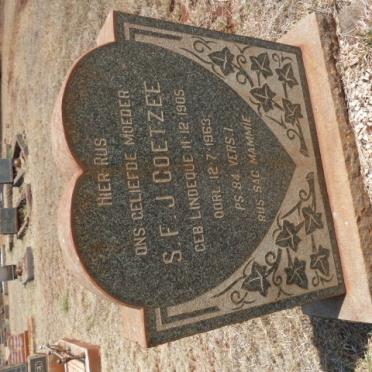 HIER RUS
ONS GELIEFDE MOEDER
S. F. J COETZEE
GEB LINDEQUE 11·12·1905
OORL. 12·7·1963.
PS. 84. VERS 1.
RUS SAG MAMMIE